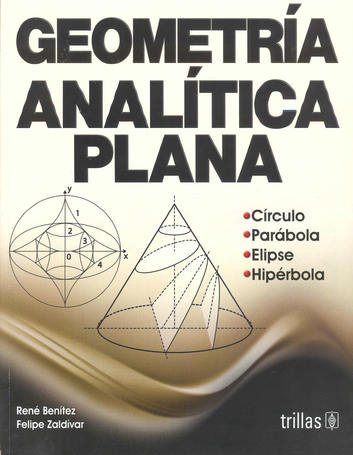 GEOMETRÍA
ANALÍTICA
PLANA
y
1
2
3
0
x
4
•Círculo
•Parábola
•Elipse
•Hipérbola
René Benítez
Felipe Zaldívar
trillas